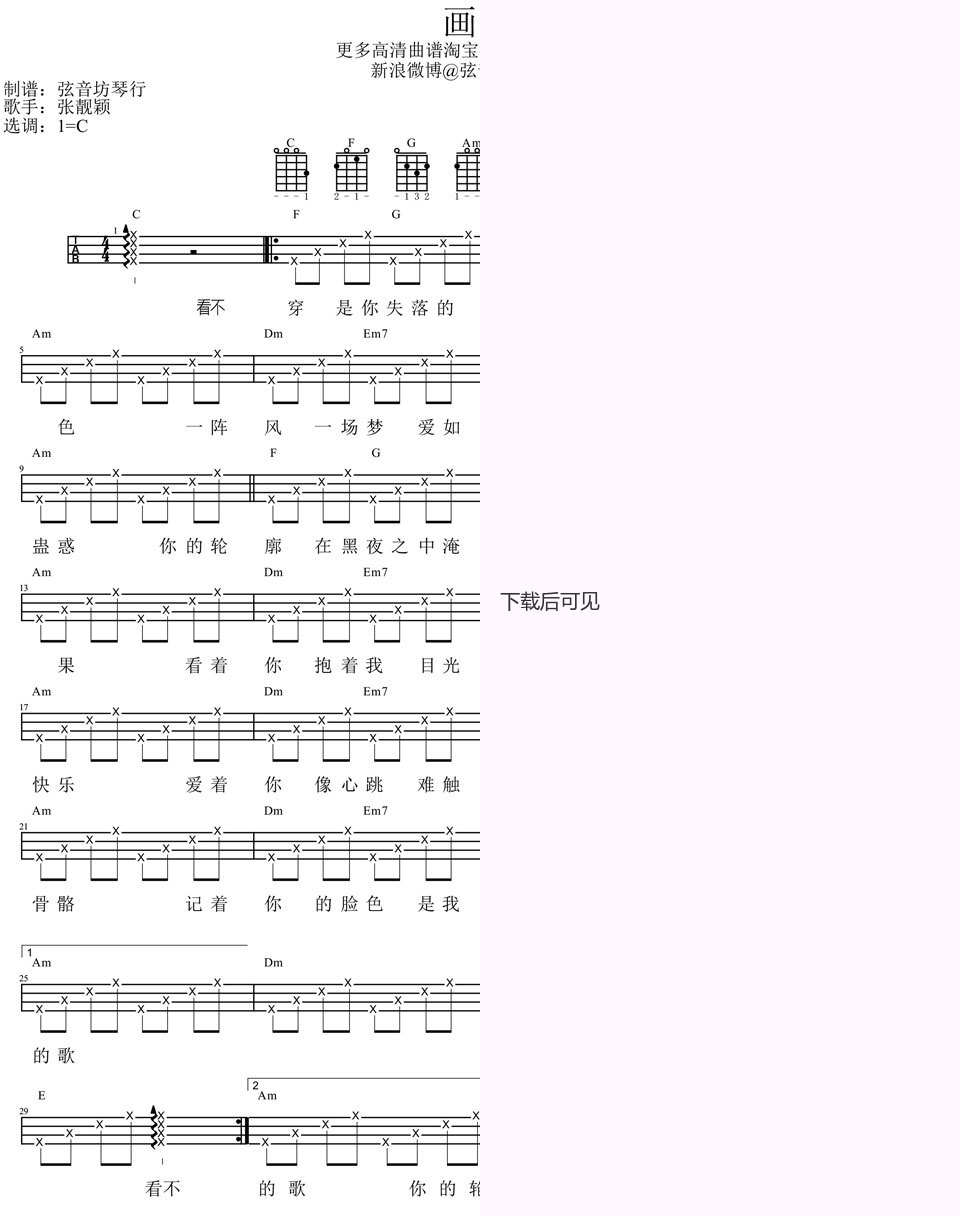 画
更多高清曲谱淘宝
新浪微博@弦
制谱：弦音坊琴行
歌手：张靓颖
选调：1=C
C F G Am
- - - 1 2 - 1 - - 1 3 2 1 - -
C F G
1
T
A
B
4
4
看不 穿 是 你 失 落 的
Am Dm Em7
5
色 一 阵 风 一 场 梦 爱 如
Am F G
9
蛊 惑 你 的 轮 廓 在 黑 夜 之 中 淹
下载后可见
Am Dm Em7
13
果 看 着 你 抱 着 我 目 光
Am Dm Em7
17
快 乐 爱 着 你 像 心 跳 难 触
Am Dm Em7
21
骨 骼 记 着 你 的 脸 色 是 我
1
Am Dm
25
的 歌
2
E Am
29
看不 的 歌 你 的 轮